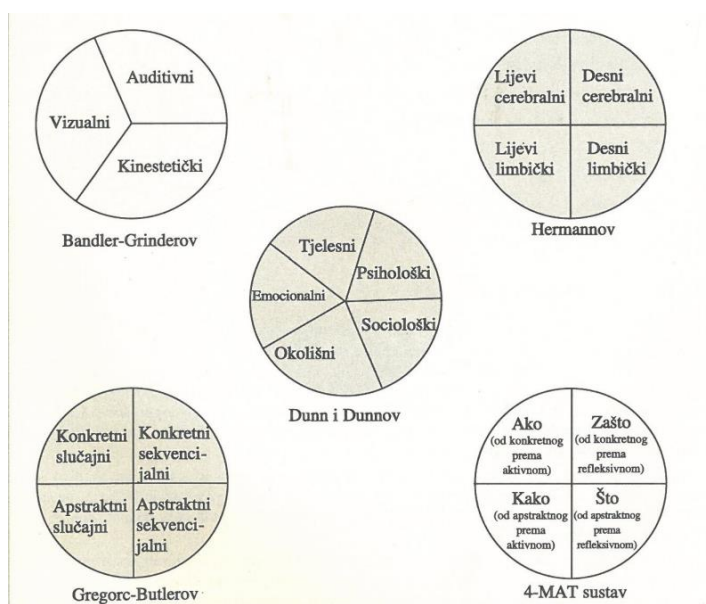 Auditivni
Vizualni
Kinestetički
Bandler-Grinderov
Lijevi
cerebralni
Desni
cerebralni
Lijevi
limbički
Desni
limbički
Hermannov
Tjelesni
Psihološki
Emocionalni
Sociološki
Okolišni
Dunn i Dunnov
Konkretni
slučajni
Konkretni
sekvenci-
jalni
Apstraktni
slučajni
Apstraktni
sekvenci-
jalni
Gregorc-Butlerov
Ako
(od konkretnog
prema
aktivnom)
Zašto
(od konkretnog
prema
refleksivnom)
Kako
(od apstraktnog
prema
aktivnom)
Što
(od apstraktnog
prema
refleksivnom)
4-MAT sustav